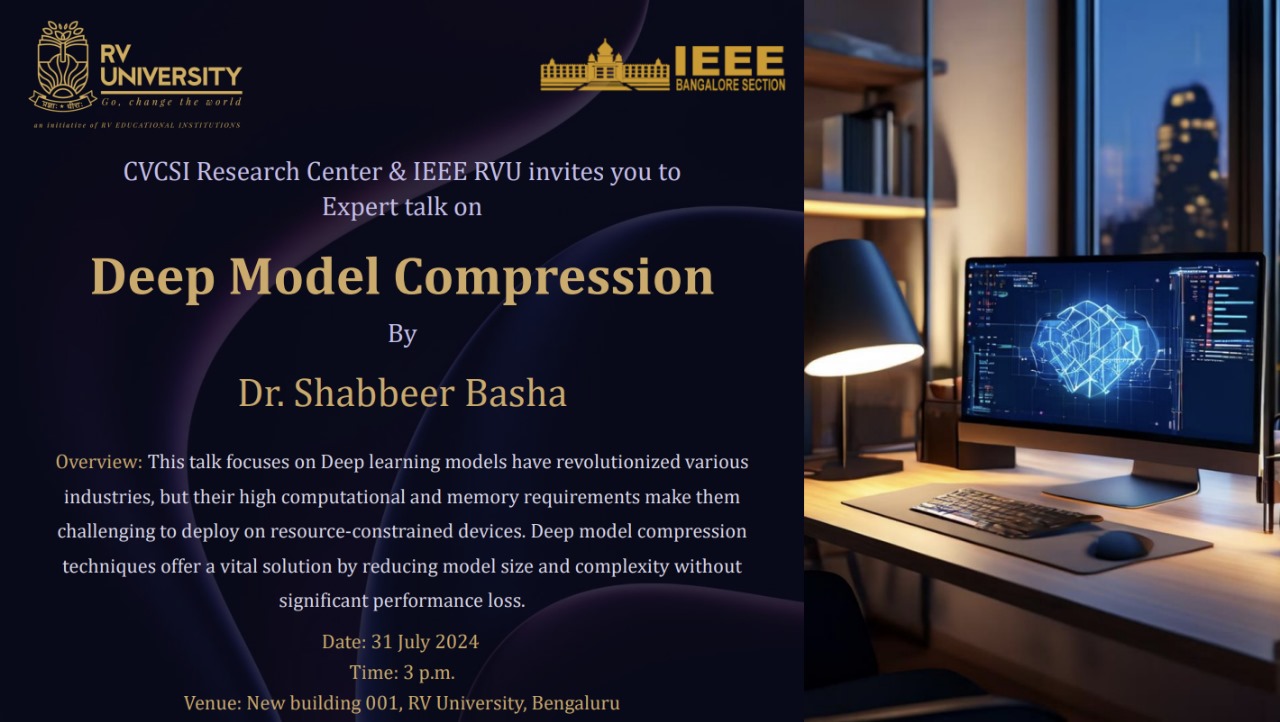 RV
UNIVERSITY
Go, change the world
an initiative of RV EDUCATIONAL INSTITUTIONS
IEEE
BANGALORE SECTION
CVCSI Research Center & IEEE RVU invites you to
Expert talk on
Deep Model Compression
By
Dr. Shabbeer Basha
Overview: This talk focuses on Deep learning models have revolutionized various
industries, but their high computational and memory requirements make them
challenging to deploy on resource-constrained devices. Deep model compression
techniques offer a vital solution by reducing model size and complexity without
significant performance loss.
Date: 31 July 2024
Time: 3 p.m.
Venue: New building 001, RV University, Bengaluru